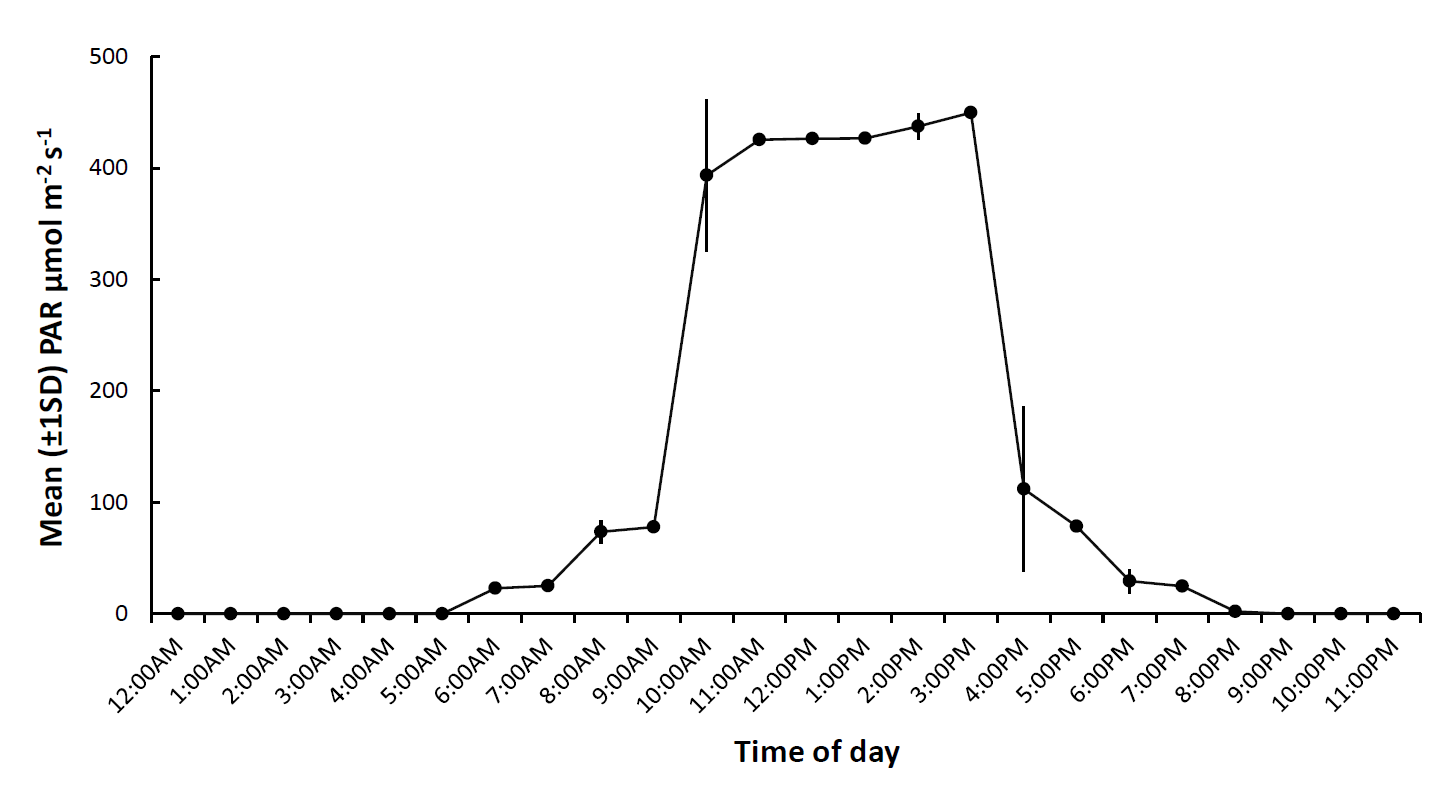 Mean (±1SD) PAR µmol m⁻² s⁻¹
500
400
300
200
100
0
12:00AM
1:00AM
2:00AM
3:00AM
4:00AM
5:00AM
6:00AM
7:00AM
8:00AM
9:00AM
10:00AM
11:00AM
12:00PM
1:00PM
2:00PM
3:00PM
4:00PM
5:00PM
6:00PM
7:00PM
8:00PM
9:00PM
10:00PM
11:00PM
Time of day